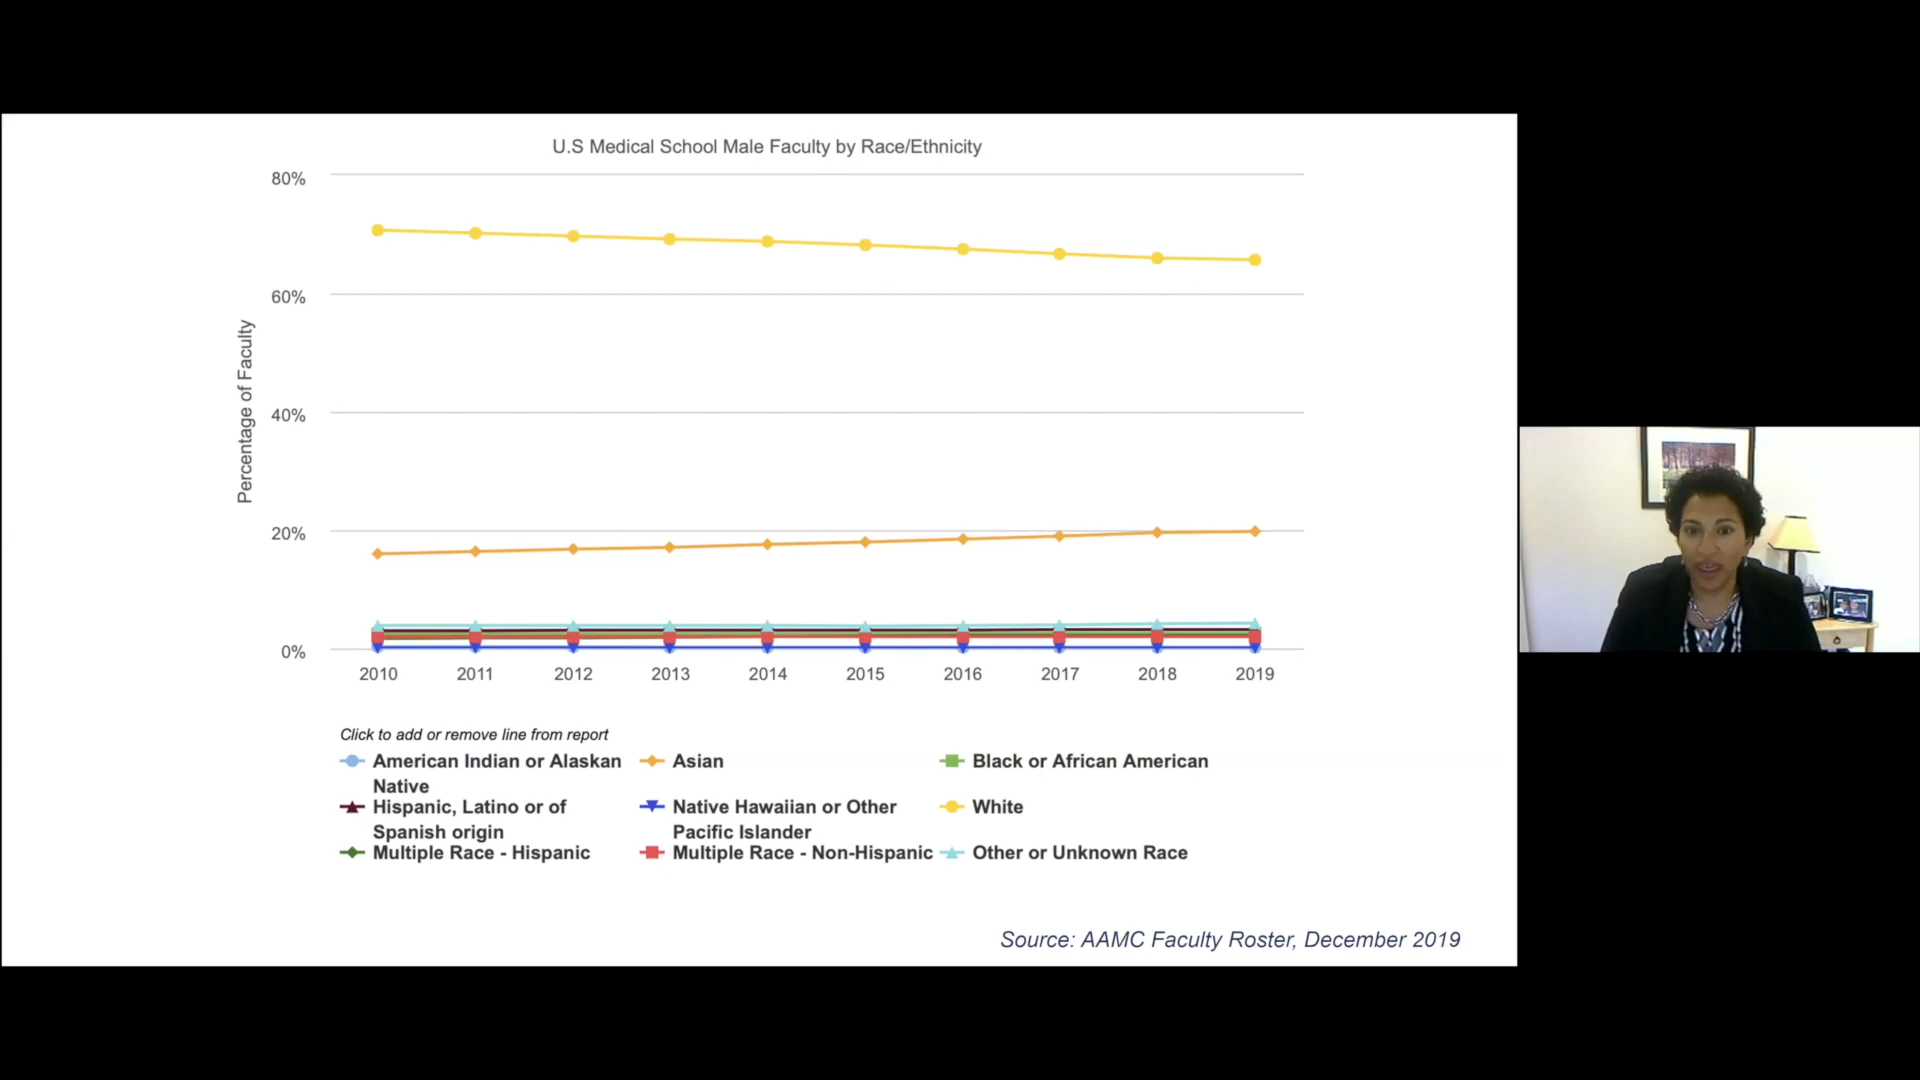 U.S Medical School Male Faculty by Race/Ethnicity
80%
60%
40%
20%
0%
Percentage of Faculty
2010 2011 2012 2013 2014 2015 2016 2017 2018 2019
Click to add or remove line from report
American Indian or Alaskan Native
Asian
Black or African American
Hispanic, Latino or of Spanish origin
Native Hawaiian or Other Pacific Islander
White
Multiple Race - Hispanic
Multiple Race - Non-Hispanic
Other or Unknown Race
Source: AAMC Faculty Roster, December 2019